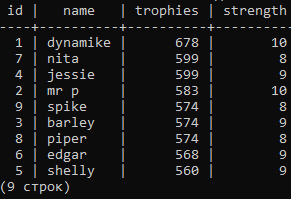 id | name | trophies | strength
----+----------+----------+----------
1 | dynamike | 678 | 10
7 | nita | 599 | 8
4 | jessie | 599 | 9
2 | mr p | 583 | 10
9 | spike | 574 | 8
3 | barley | 574 | 9
8 | piper | 574 | 8
6 | edgar | 568 | 9
5 | shelly | 560 | 9
(9 строк)